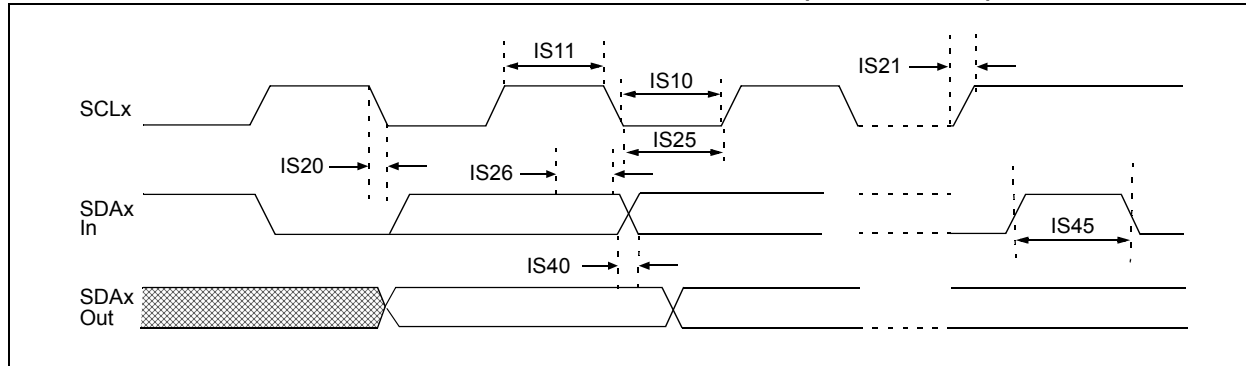 IS11
IS10
IS21
SCLx
IS25
IS20
IS26
SDAx
In
IS45
IS40
SDAx
Out